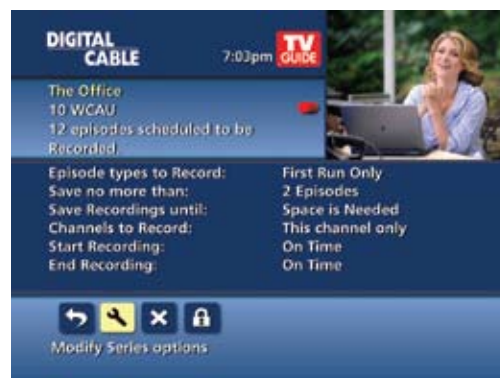 DIGITAL
CABLE
7:03pm
TV
GUIDE
The Office
10 WCAU
12 episodes scheduled to be
Recorded
Episode types to Record: First Run Only
Save no more than: 2 Episodes
Save Recordings until: Space is Needed
Channels to Record: This channel only
Start Recording: On Time
End Recording: On Time
Modify Series options